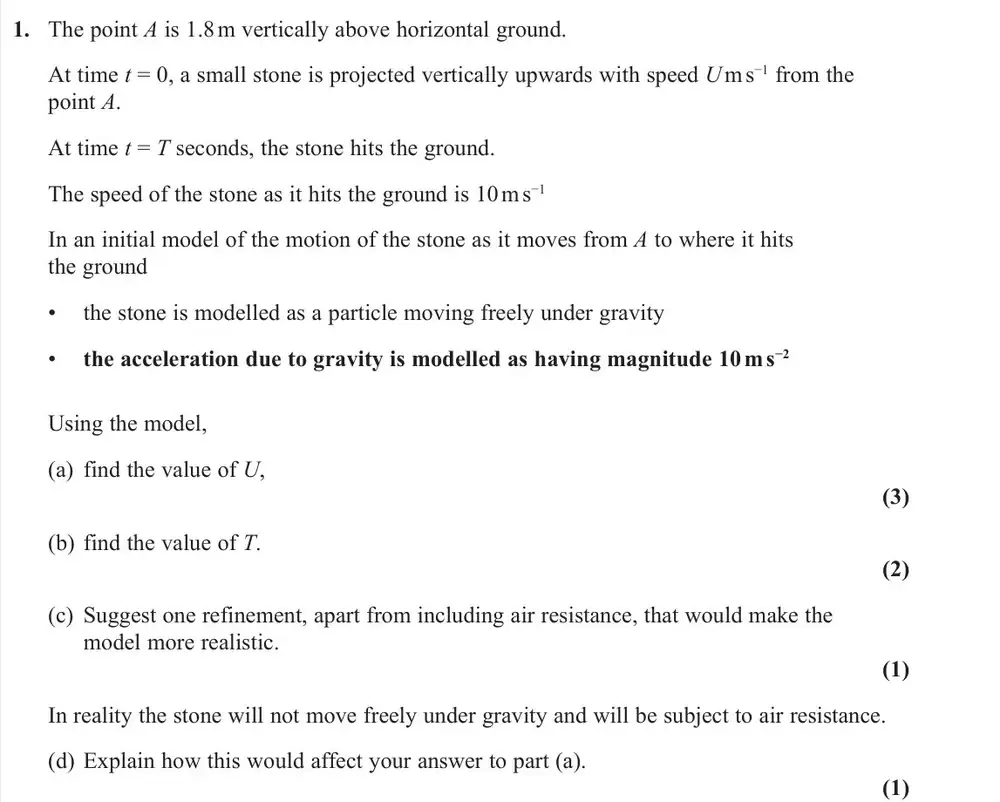 1. The point A is 1.8 m vertically above horizontal ground.
At time t = 0, a small stone is projected vertically upwards with speed U m s⁻¹ from the
point A.
At time t = T seconds, the stone hits the ground.
The speed of the stone as it hits the ground is 10 m s⁻¹
In an initial model of the motion of the stone as it moves from A to where it hits
the ground
• the stone is modelled as a particle moving freely under gravity
• the acceleration due to gravity is modelled as having magnitude 10 m s⁻²
Using the model,
(a) find the value of U,
(3)
(b) find the value of T.
(2)
(c) Suggest one refinement, apart from including air resistance, that would make the
model more realistic.
(1)
In reality the stone will not move freely under gravity and will be subject to air resistance.
(d) Explain how this would affect your answer to part (a).
(1)